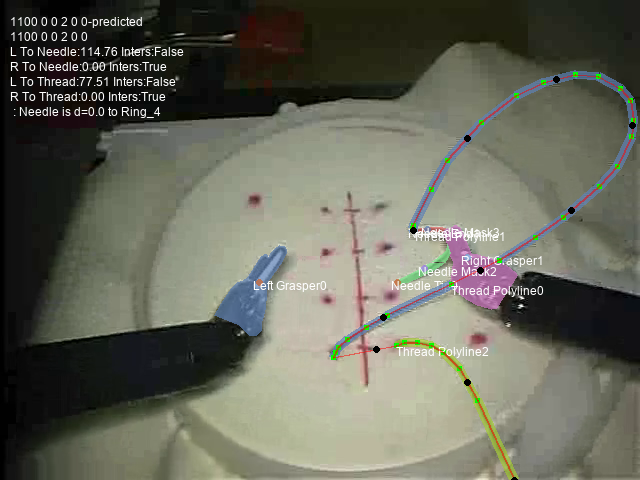 1100 0 0 2 0 0-predicted
1100 0 0 2 0 0
L To Needle:114.76 Inters:False
R To Needle:0.00 Inters:True
L To Thread:77.51 Inters:False
R To Thread:0.00 Inters:True
: Needle is d=0.0 to Ring_4
Thread Polyline1
Right Grasper1
Needle Mask2
Left Grasper0
Needle
Thread Polyline0
Thread Polyline2